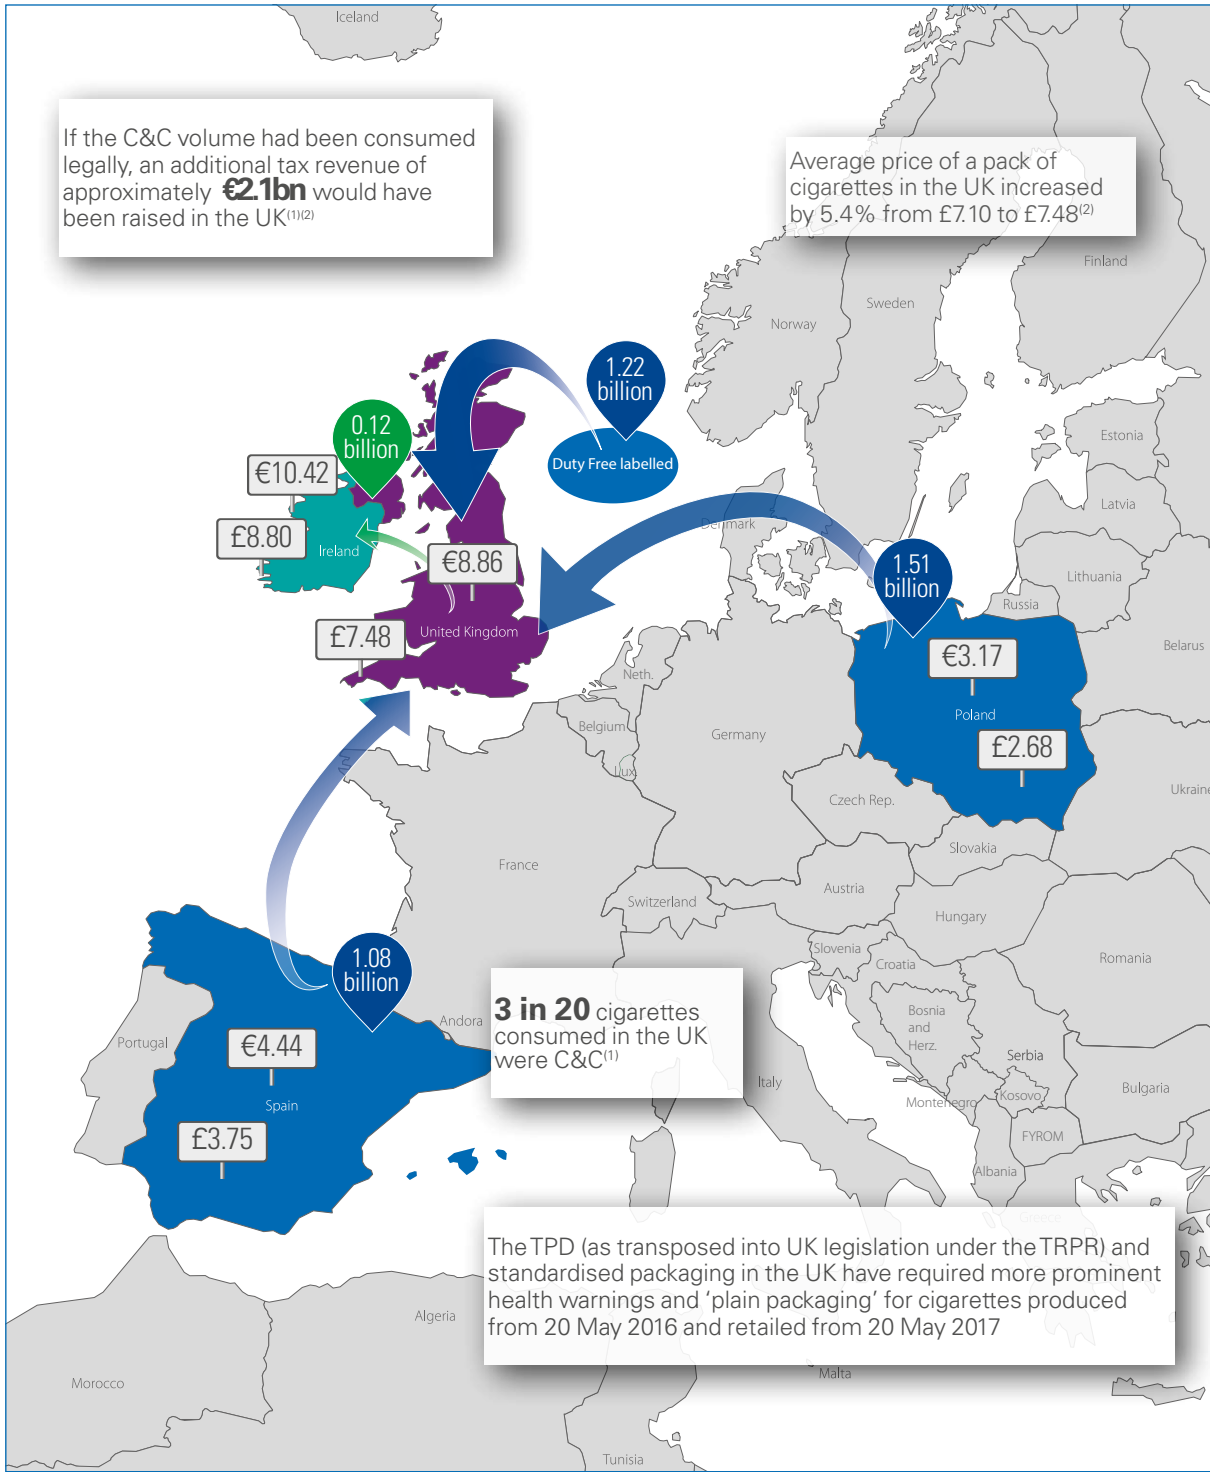 Iceland
If the C&C volume had been consumed
legally, an additional tax revenue of
approximately €2.1bn would have
been raised in the UK(1)(2)
Average price of a pack of
cigarettes in the UK increased
by 5.4% from £7.10 to £7.48(2)
Finland
Sweden
Norway
1.22
billion
Duty Free labelled
0.12
billion
€10.42
£8.80
Ireland
€8.86
United Kingdom
£7.48
Estonia
Latvia
Denmark
Lithuania
Russia
1.51
billion
€3.17
Poland
£2.68
Belarus
Neth.
Belgium
Lux.
Germany
Czech Rep.
Ukraine
Slovakia
France
Austria
Switzerland
Hungary
Slovenia
Croatia
Romania
1.08
billion
3 in 20 cigarettes
consumed in the UK
were C&C(1)
Andora
Portugal
€4.44
Spain
£3.75
Bosnia
and
Herz.
Serbia
Italy
Montenegro
Kosovo
Bulgaria
FYROM
Albania
Greece
The TPD (as transposed into UK legislation under the TRPR) and
standardised packaging in the UK have required more prominent
health warnings and ‘plain packaging’ for cigarettes produced
from 20 May 2016 and retailed from 20 May 2017
Algeria
Morocco
Malta
Tunisia